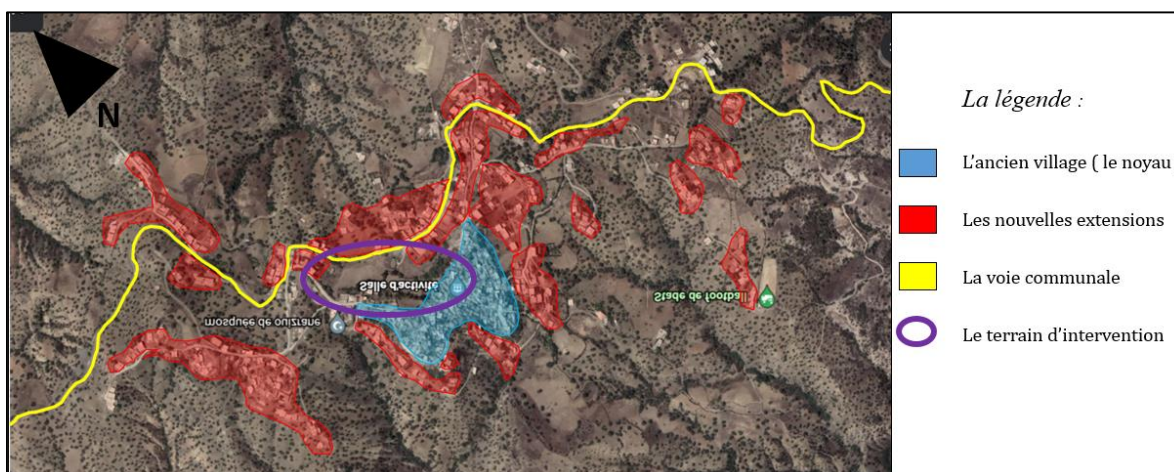 N
Salle d'activité
mosquée de ouizrane
Stade de football
La légende :
L'ancien village ( le noyau
Les nouvelles extensions
La voie communale
Le terrain d'intervention